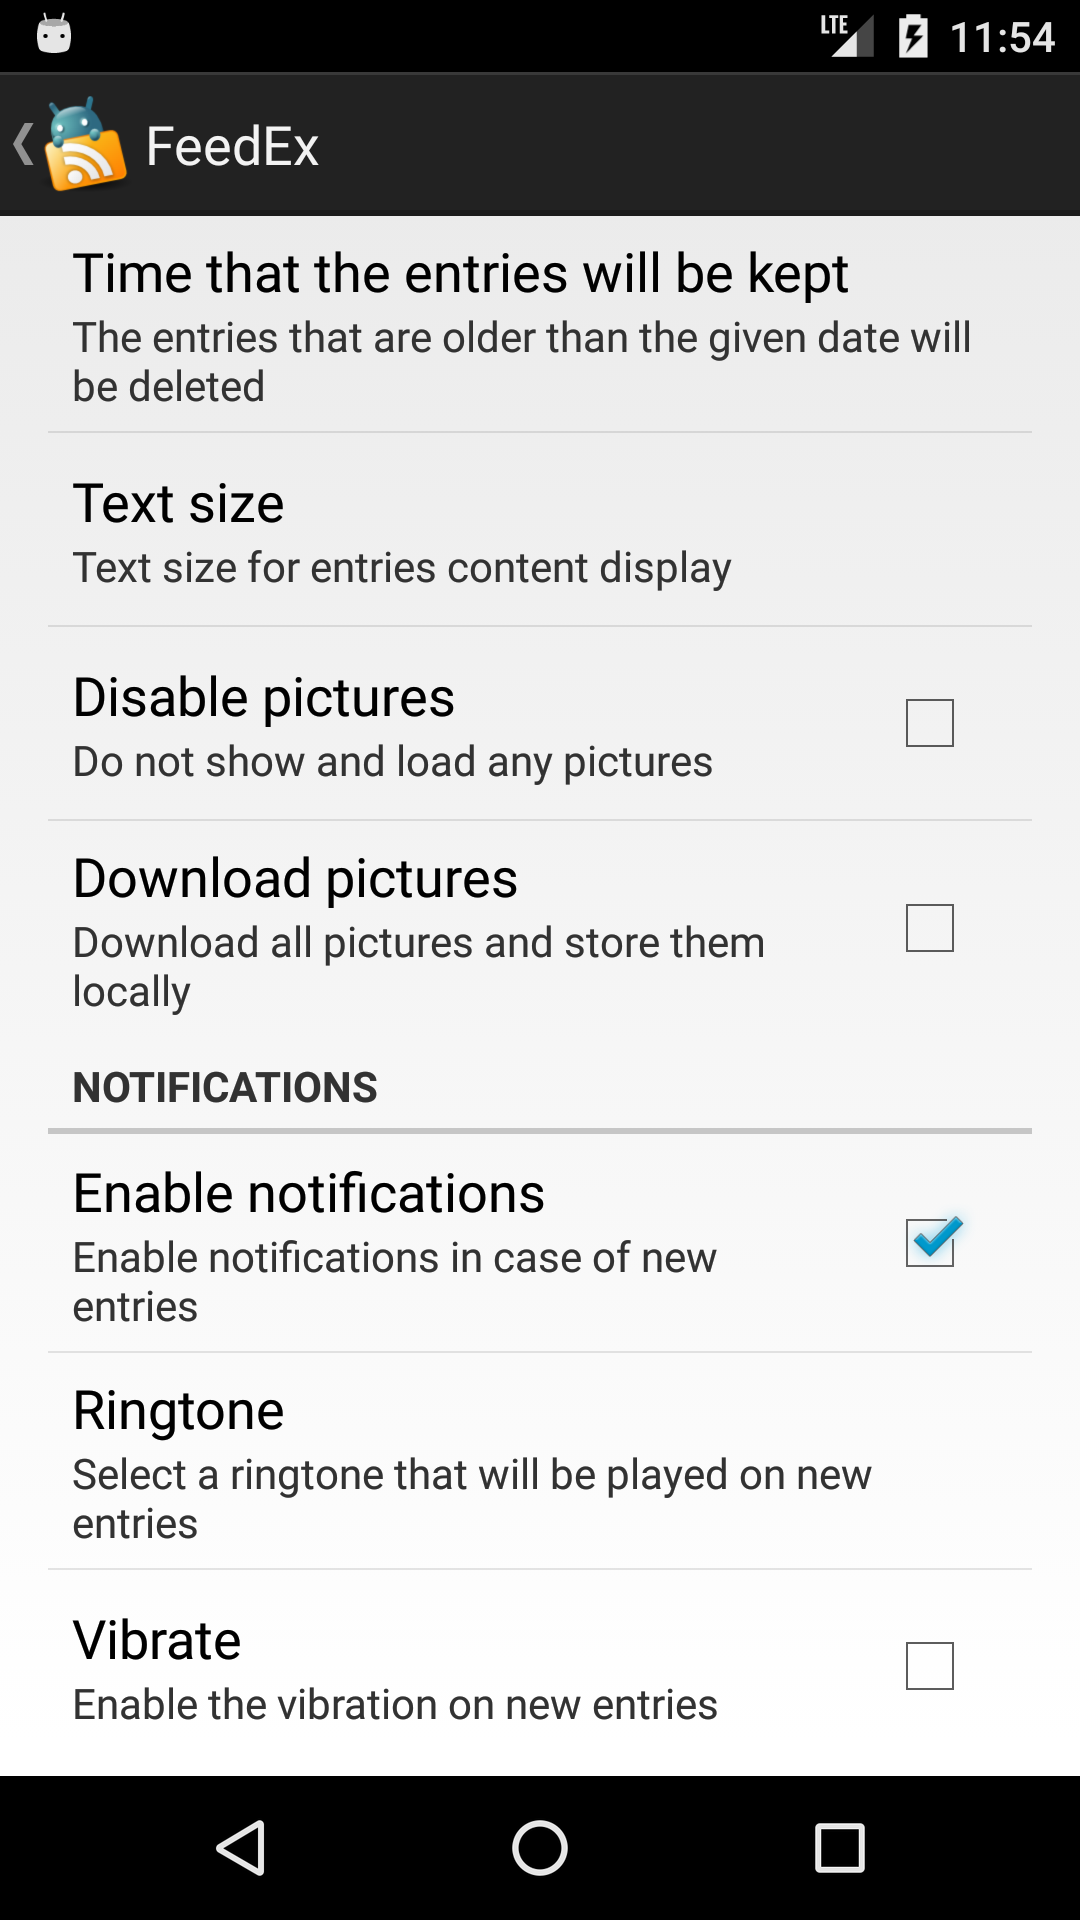 LTE 11:54
FeedEx
Time that the entries will be kept
The entries that are older than the given date will
be deleted
Text size
Text size for entries content display
Disable pictures
Do not show and load any pictures
Download pictures
Download all pictures and store them
locally
NOTIFICATIONS
Enable notifications
Enable notifications in case of new
entries
Ringtone
Select a ringtone that will be played on new
entries
Vibrate
Enable the vibration on new entries